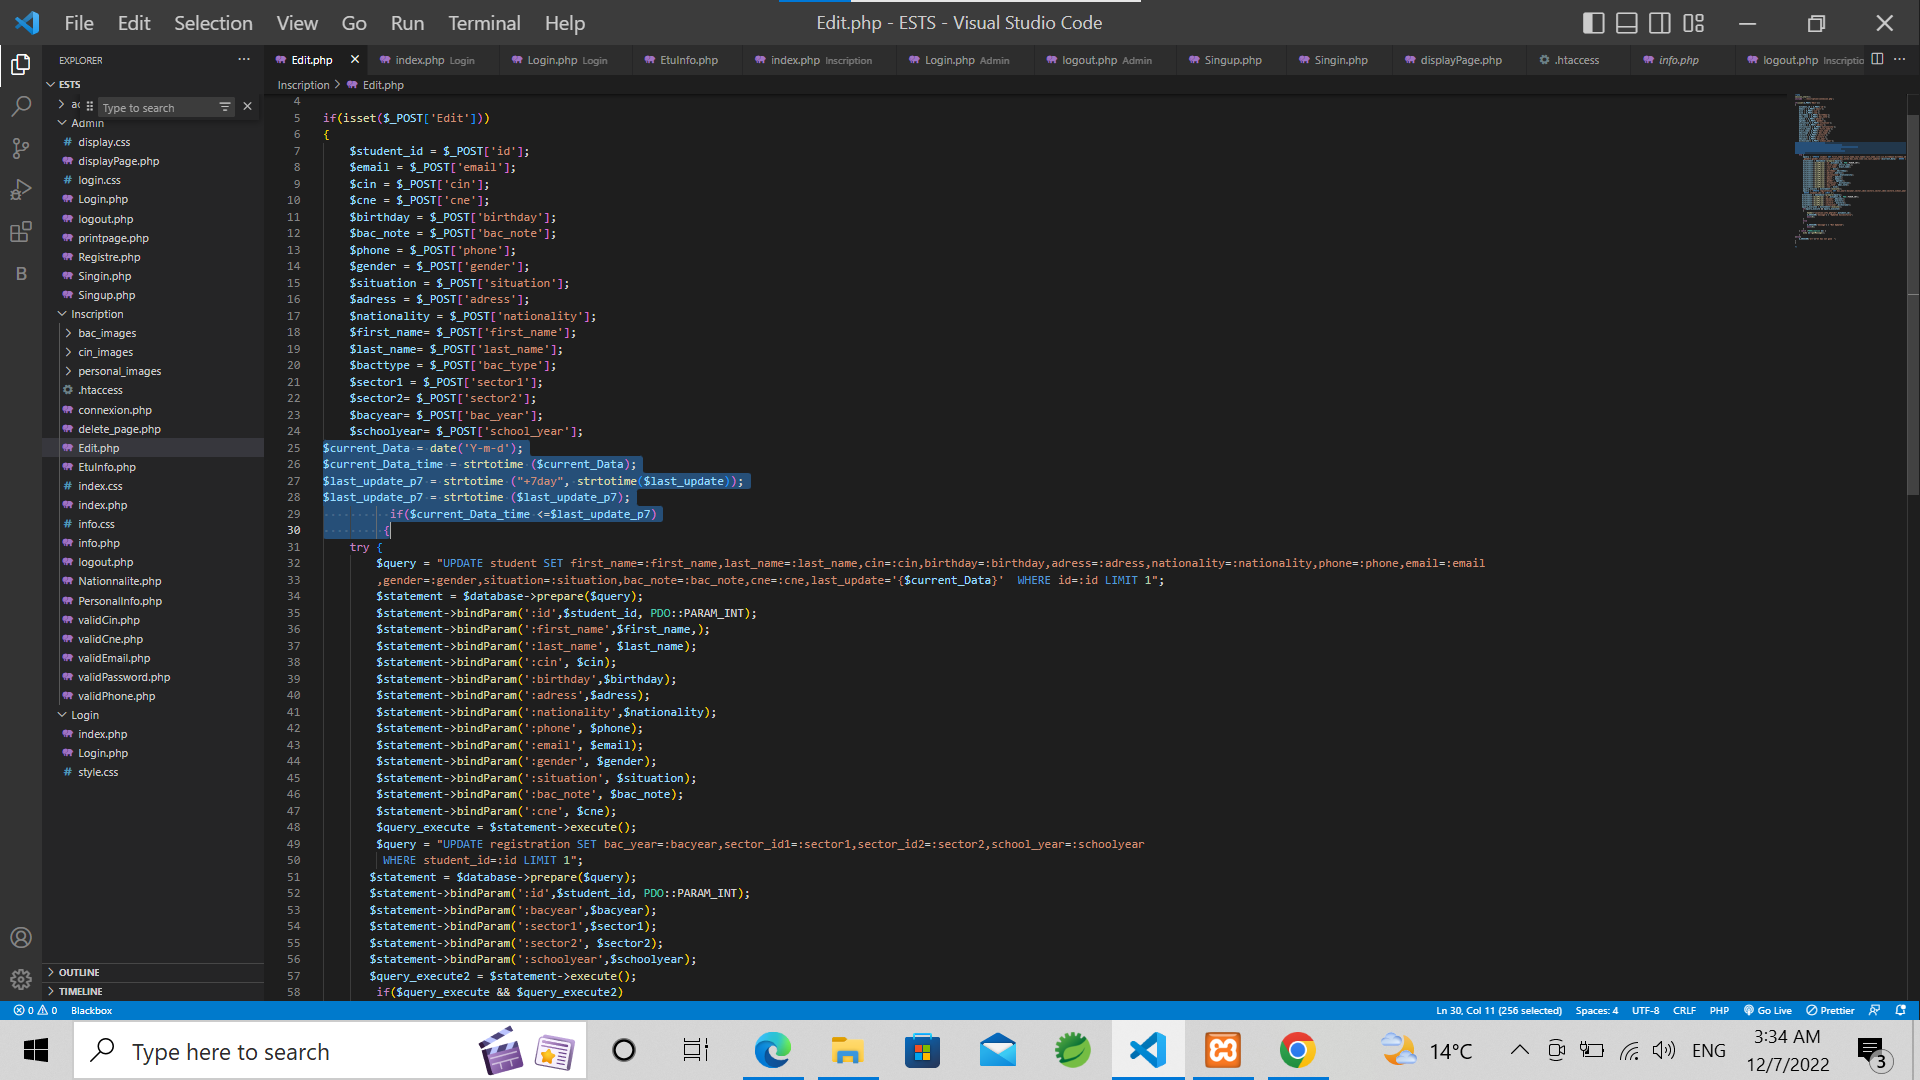 File Edit Selection View Go Run Terminal Help
Edit.php - ESTS - Visual Studio Code
EXPLORER
ESTS
ac
Type to search
Admin
display.css
displayPage.php
login.css
Login.php
logout.php
printpage.php
Registre.php
Singin.php
Singup.php
Inscription
bac_images
cin_images
personal_images
.htaccess
connexion.php
delete_page.php
Edit.php
EtuInfo.php
index.css
index.php
info.css
info.php
logout.php
Nationnalite.php
PersonalInfo.php
validCin.php
validCne.php
validEmail.php
validPassword.php
validPhone.php
Login
index.php
Login.php
style.css
OUTLINE
TIMELINE
Edit.php index.php Login Login.php Login EtuInfo.php index.php Inscription Login.php Admin logout.php Admin Singup.php Singin.php displayPage.php .htaccess info.php logout.php Inscriptio
Inscription > Edit.php
4
5 if(isset($_POST['Edit']))
6 {
7 $student_id = $_POST['id'];
8 $email = $_POST['email'];
9 $cin = $_POST['cin'];
10 $cne = $_POST['cne'];
11 $birthday = $_POST['birthday'];
12 $bac_note = $_POST['bac_note'];
13 $phone = $_POST['phone'];
14 $gender = $_POST['gender'];
15 $situation = $_POST['situation'];
16 $adress = $_POST['adress'];
17 $nationality = $_POST['nationality'];
18 $first_name= $_POST['first_name'];
19 $last_name= $_POST['last_name'];
20 $bacttype = $_POST['bac_type'];
21 $sector1 = $_POST['sector1'];
22 $sector2= $_POST['sector2'];
23 $bacyear= $_POST['bac_year'];
24 $schoolyear= $_POST['school_year'];
25 $current_Data = date('Y-m-d');
26 $current_Data_time = strtotime ($current_Data);
27 $last_update_p7 = strtotime ("+7day", strtotime($last_update));
28 $last_update_p7 = strtotime ($last_update_p7);
29 if($current_Data_time <=$last_update_p7)
30 {
31 try {
32 $query = "UPDATE student SET first_name=:first_name,last_name=:last_name,cin=:cin,birthday=:birthday,adress=:adress,nationality=:nationality,phone=:phone,email=:email
33 ,gender=:gender,situation=:situation,bac_note=:bac_note,cne=:cne,last_update='{$current_Data}'  WHERE id=:id LIMIT 1";
34 $statement = $database->prepare($query);
35 $statement->bindParam(':id',$student_id, PDO::PARAM_INT);
36 $statement->bindParam(':first_name',$first_name,);
37 $statement->bindParam(':last_name', $last_name);
38 $statement->bindParam(':cin', $cin);
39 $statement->bindParam(':birthday',$birthday);
40 $statement->bindParam(':adress',$adress);
41 $statement->bindParam(':nationality',$nationality);
42 $statement->bindParam(':phone', $phone);
43 $statement->bindParam(':email', $email);
44 $statement->bindParam(':gender', $gender);
45 $statement->bindParam(':situation', $situation);
46 $statement->bindParam(':bac_note', $bac_note);
47 $statement->bindParam(':cne', $cne);
48 $query_execute = $statement->execute();
49 $query = "UPDATE registration SET bac_year=:bacyear,sector_id1=:sector1,sector_id2=:sector2,school_year=:schoolyear
50 WHERE student_id=:id LIMIT 1";
51 $statement = $database->prepare($query);
52 $statement->bindParam(':id',$student_id, PDO::PARAM_INT);
53 $statement->bindParam(':bacyear',$bacyear);
54 $statement->bindParam(':sector1',$sector1);
55 $statement->bindParam(':sector2', $sector2);
56 $statement->bindParam(':schoolyear',$schoolyear);
57 $query_execute2 = $statement->execute();
58 if($query_execute && $query_execute2)
0 0 Blackbox
Ln 30, Col 11 (256 selected) Spaces: 4 UTF-8 CRLF PHP Go Live Prettier
Type here to search
14°C ENG
3:34 AM
12/7/2022
3